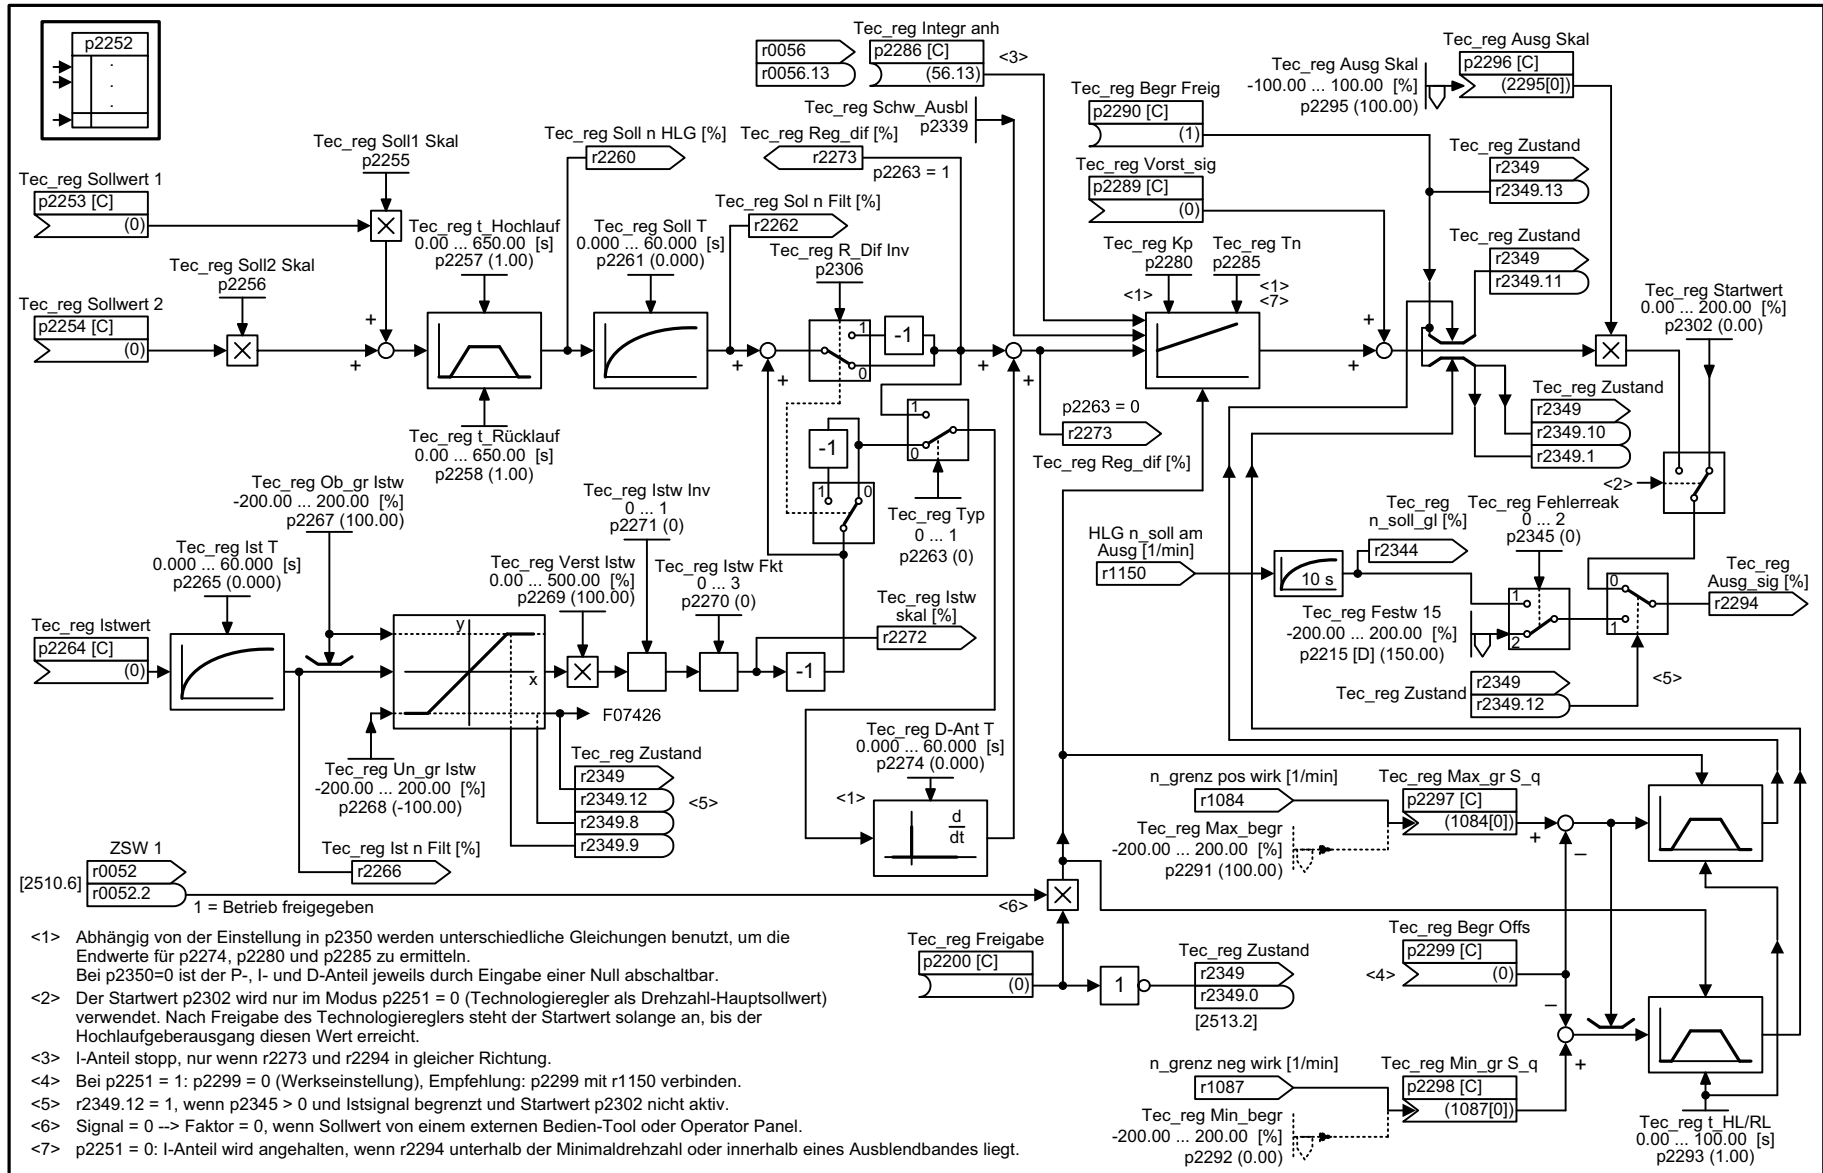 p2252
Tec_reg Sollwert 1
p2253 [C]
(0)
Tec_reg Soll1 Skal
p2255
Tec_reg Soll2 Skal
p2256
Tec_reg Sollwert 2
p2254 [C]
(0)
+
+
Tec_reg t_Hochlauf
0.00 ... 650.00 [s]
p2257 (1.00)
Tec_reg t_Rücklauf
0.00 ... 650.00 [s]
p2258 (1.00)
Tec_reg Soll n HLG [%]
r2260
Tec_reg Soll T
0.000 ... 60.000 [s]
p2261 (0.000)
Tec_reg Sol n Filt [%]
r2262
Tec_reg Reg_dif [%]
r2273
p2263 = 1
r0056
r0056.13
Tec_reg Integr anh
p2286 [C]
(56.13)
<3>
Tec_reg Schw_Ausbl
p2339
Tec_reg R_Dif Inv
p2306
+
+
1
0
-1
+
+
1
0
-1
1
0
Tec_reg Typ
0 ... 1
p2263 (0)
p2263 = 0
r2273
Tec_reg Reg_dif [%]
Tec_reg Begr Freig
p2290 [C]
(1)
Tec_reg Vorst_sig
p2289 [C]
(0)
Tec_reg Kp
p2280
<1>
Tec_reg Tn
p2285
<1>
<7>
+
+
Tec_reg Ausg Skal
-100.00 ... 100.00 [%]
p2295 (100.00)
Tec_reg Ausg Skal
p2296 [C]
(2295[0])
Tec_reg Zustand
r2349
r2349.13
Tec_reg Zustand
r2349
r2349.11
Tec_reg Startwert
0.00 ... 200.00 [%]
p2302 (0.00)
Tec_reg Zustand
r2349
r2349.10
r2349.1
<2>
Tec_reg Ob_gr Istw
-200.00 ... 200.00 [%]
p2267 (100.00)
Tec_reg Ist T
0.000 ... 60.000 [s]
p2265 (0.000)
Tec_reg Istwert
p2264 [C]
(0)
y
x
Tec_reg Un_gr Istw
-200.00 ... 200.00 [%]
p2268 (-100.00)
Tec_reg Ist n Filt [%]
r2266
Tec_reg Verst Istw
0.00 ... 500.00 [%]
p2269 (100.00)
Tec_reg Istw Inv
0 ... 1
p2271 (0)
Tec_reg Istw Fkt
0 ... 3
p2270 (0)
Tec_reg Istw
skal [%]
r2272
-1
F07426
Tec_reg Zustand
r2349
r2349.12
r2349.8
r2349.9
<5>
Tec_reg D-Ant T
0.000 ... 60.000 [s]
p2274 (0.000)
<1>
d
dt
HLG n_soll am
Ausg [1/min]
r1150
10 s
Tec_reg
n_soll_gl [%]
r2344
Tec_reg Fehlerreak
0 ... 2
p2345 (0)
Tec_reg Festw 15
-200.00 ... 200.00 [%]
p2215 [D] (150.00)
1
2
0
1
Tec_reg
Ausg_sig [%]
r2294
Tec_reg Zustand
r2349
r2349.12
<5>
n_grenz pos wirk [1/min]
r1084
Tec_reg Max_begr
-200.00 ... 200.00 [%]
p2291 (100.00)
Tec_reg Max_gr S_q
p2297 [C]
(1084[0])
+
–
ZSW 1
[2510.6]
r0052
r0052.2
1 = Betrieb freigegeben
<6>
Tec_reg Freigabe
p2200 [C]
(0)
1
Tec_reg Zustand
r2349
r2349.0
[2513.2]
Tec_reg Begr Offs
p2299 [C]
<4>
(0)
–
+
n_grenz neg wirk [1/min]
r1087
Tec_reg Min_begr
-200.00 ... 200.00 [%]
p2292 (0.00)
Tec_reg Min_gr S_q
p2298 [C]
(1087[0])
Tec_reg t_HL/RL
0.00 ... 100.00 [s]
p2293 (1.00)
<1> Abhängig von der Einstellung in p2350 werden unterschiedliche Gleichungen benutzt, um die
Endwerte für p2274, p2280 und p2285 zu ermitteln.
Bei p2350=0 ist der P-, I- und D-Anteil jeweils durch Eingabe einer Null abschaltbar.
<2> Der Startwert p2302 wird nur im Modus p2251 = 0 (Technologieregler als Drehzahl-Hauptsollwert)
verwendet. Nach Freigabe des Technologiereglers steht der Startwert solange an, bis der
Hochlaufgeberausgang diesen Wert erreicht.
<3> I-Anteil stopp, nur wenn r2273 und r2294 in gleicher Richtung.
<4> Bei p2251 = 1: p2299 = 0 (Werkseinstellung), Empfehlung: p2299 mit r1150 verbinden.
<5> r2349.12 = 1, wenn p2345 > 0 und Istsignal begrenzt und Startwert p2302 nicht aktiv.
<6> Signal = 0 --> Faktor = 0, wenn Sollwert von einem externen Bedien-Tool oder Operator Panel.
<7> p2251 = 0: I-Anteil wird angehalten, wenn r2294 unterhalb der Minimaldrehzahl oder innerhalb eines Ausblendbandes liegt.